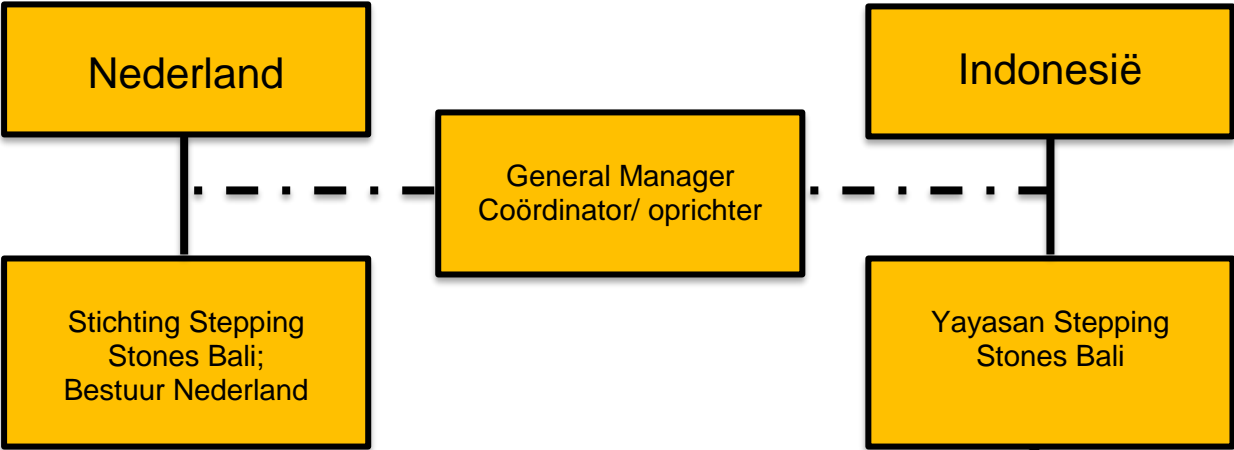 Nederland
Indonesië
General Manager
Coördinator/ oprichter
Stichting Stepping
Stones Bali;
Bestuur Nederland
Yayasan Stepping
Stones Bali